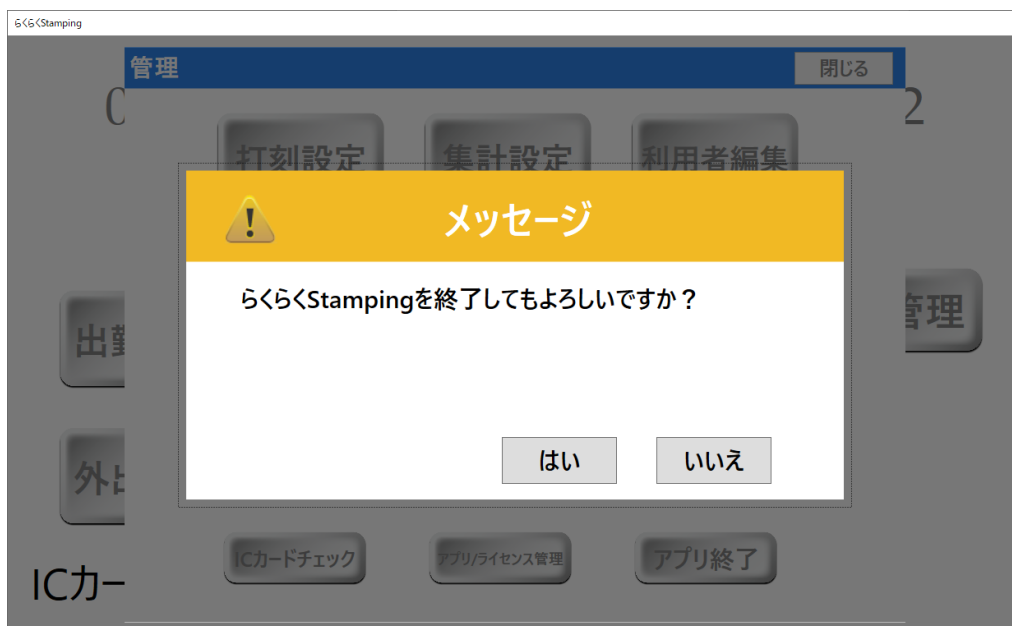 らくらくStamping
管理
閉じる
打刻設定
集計設定
利用者編集
メッセージ
らくらくStampingを終了してもよろしいですか？
はい
いいえ
管理
ICカードチェック
アプリ/ライセンス管理
アプリ終了
ICカー